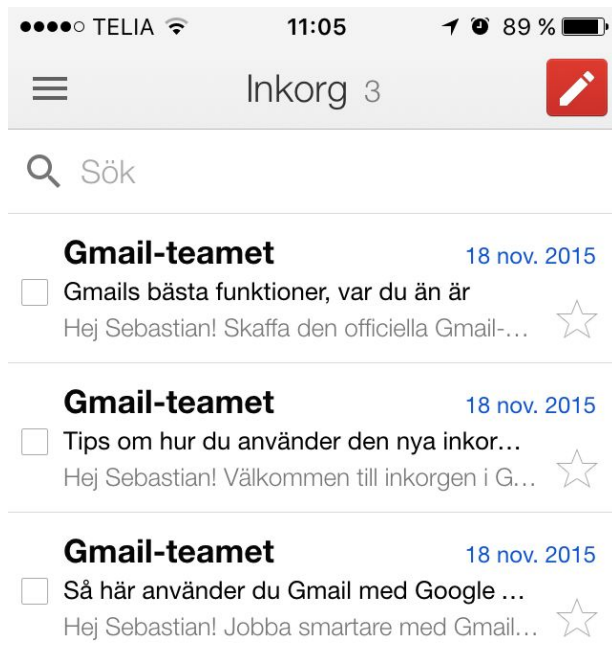 TELIA 11:05 89 %
Inkorg 3
Sök
Gmail-teamet 18 nov. 2015
Gmails bästa funktioner, var du än är
Hej Sebastian! Skaffa den officiella Gmail-...
Gmail-teamet 18 nov. 2015
Tips om hur du använder den nya inkor...
Hej Sebastian! Välkommen till inkorgen i G...
Gmail-teamet 18 nov. 2015
Så här använder du Gmail med Google ...
Hej Sebastian! Jobba smartare med Gmail...